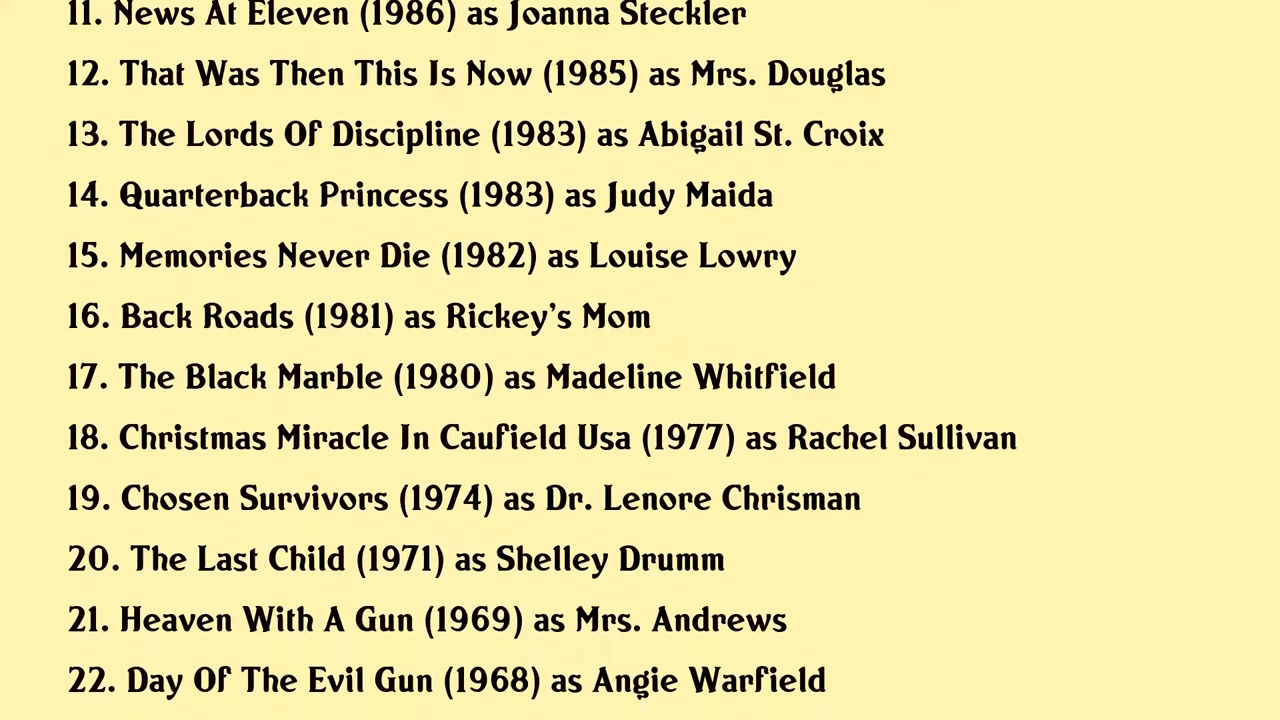 11. News At Eleven (1986) as Joanna Steckler
12. That Was Then This Is Now (1985) as Mrs. Douglas
13. The Lords Of Discipline (1983) as Abigail St. Croix
14. Quarterback Princess (1983) as Judy Maida
15. Memories Never Die (1982) as Louise Lowry
16. Back Roads (1981) as Rickey's Mom
17. The Black Marble (1980) as Madeline Whitfield
18. Christmas Miracle In Caufield Usa (1977) as Rachel Sullivan
19. Chosen Survivors (1974) as Dr. Lenore Chrisman
20. The Last Child (1971) as Shelley Drumm
21. Heaven With A Gun (1969) as Mrs. Andrews
22. Day Of The Evil Gun (1968) as Angie Warfield